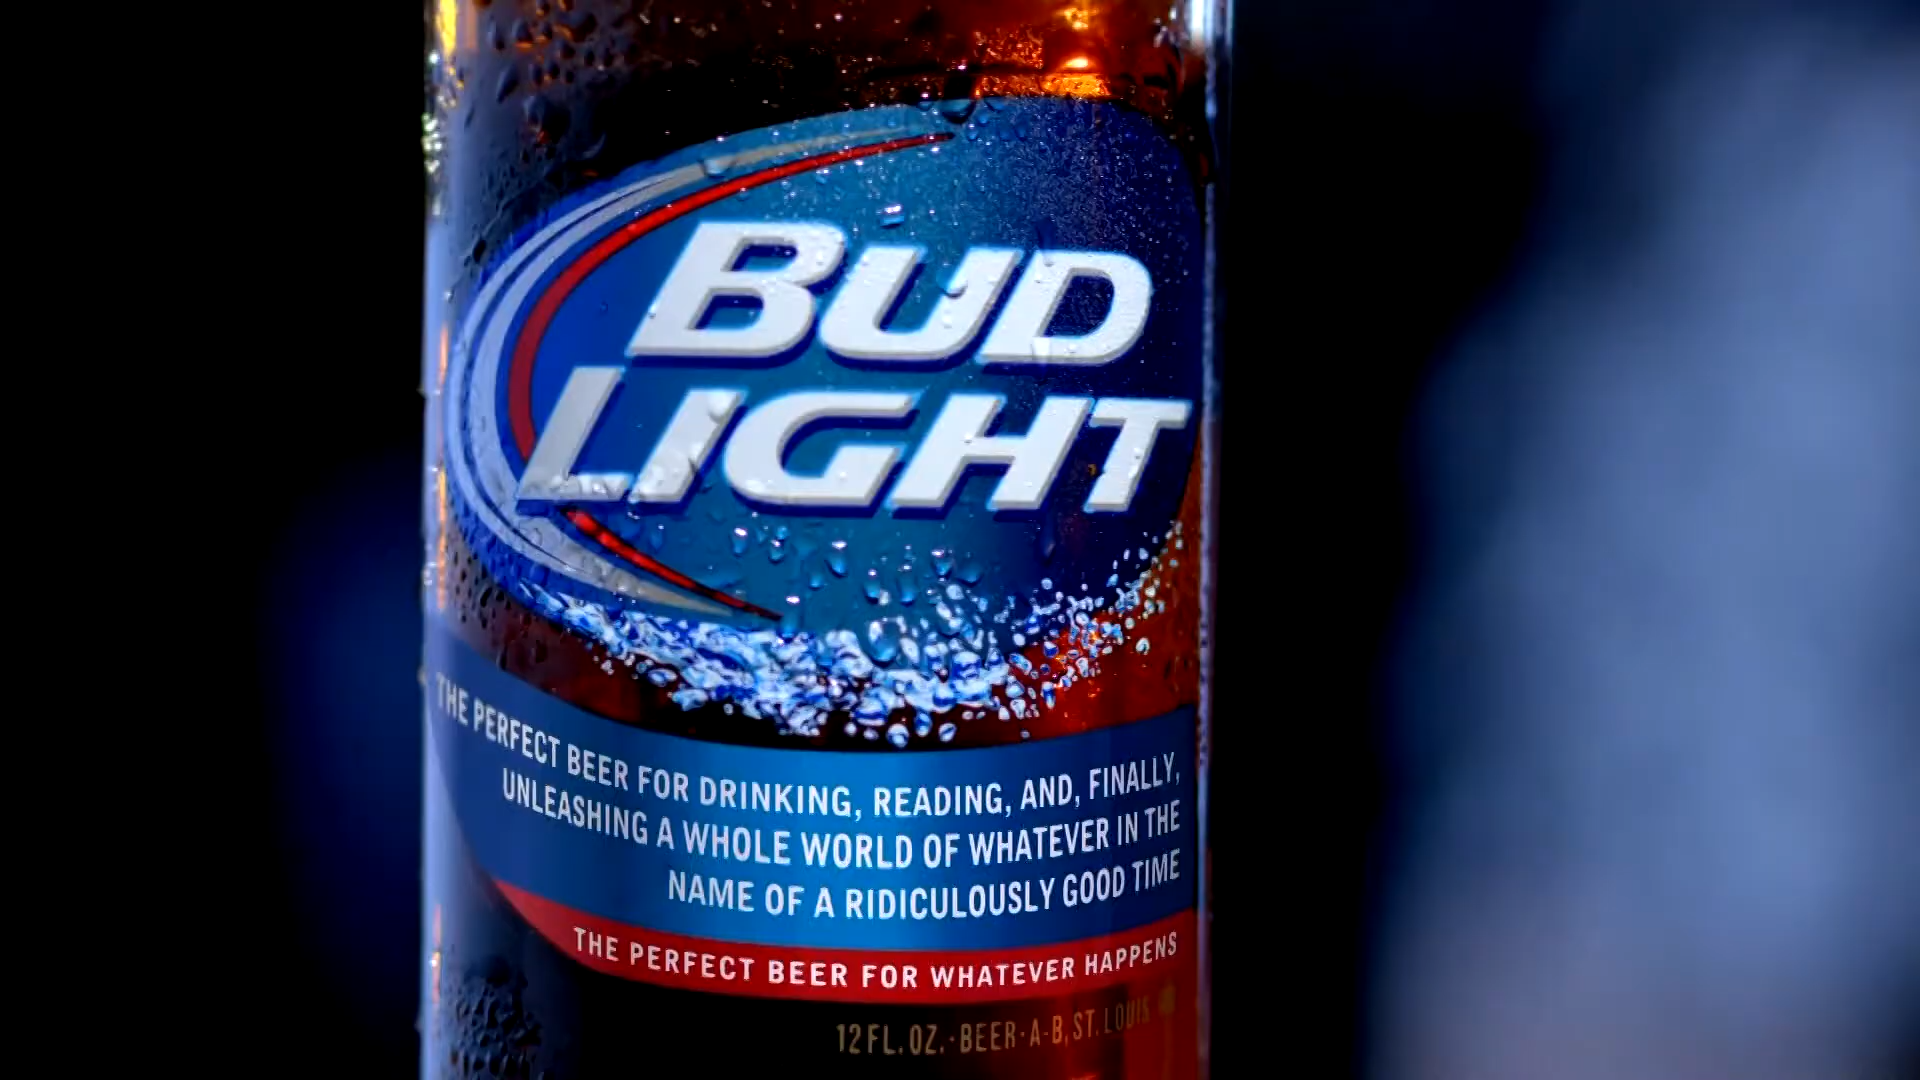 BUD
LIGHT
THE PERFECT BEER FOR DRINKING, READING, AND, FINALLY,
UNLEASHING A WHOLE WORLD OF WHATEVER IN THE
NAME OF A RIDICULOUSLY GOOD TIME
THE PERFECT BEER FOR WHATEVER HAPPENS
12 FL. OZ. · BEER · A-B, ST. LOUIS